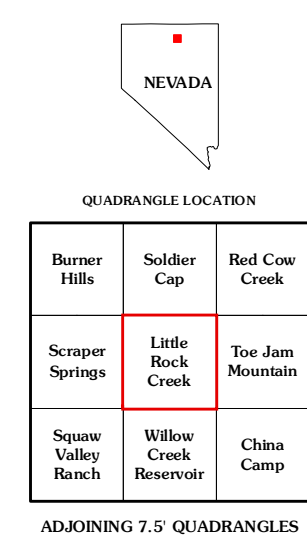 NEVADA
QUADRANGLE LOCATION
Burner
Hills
Soldier
Cap
Red Cow
Creek
Scraper
Springs
Little
Rock
Creek
Toe Jam
Mountain
Squaw
Valley
Ranch
Willow
Creek
Reservoir
China
Camp
ADJOINING 7.5' QUADRANGLES